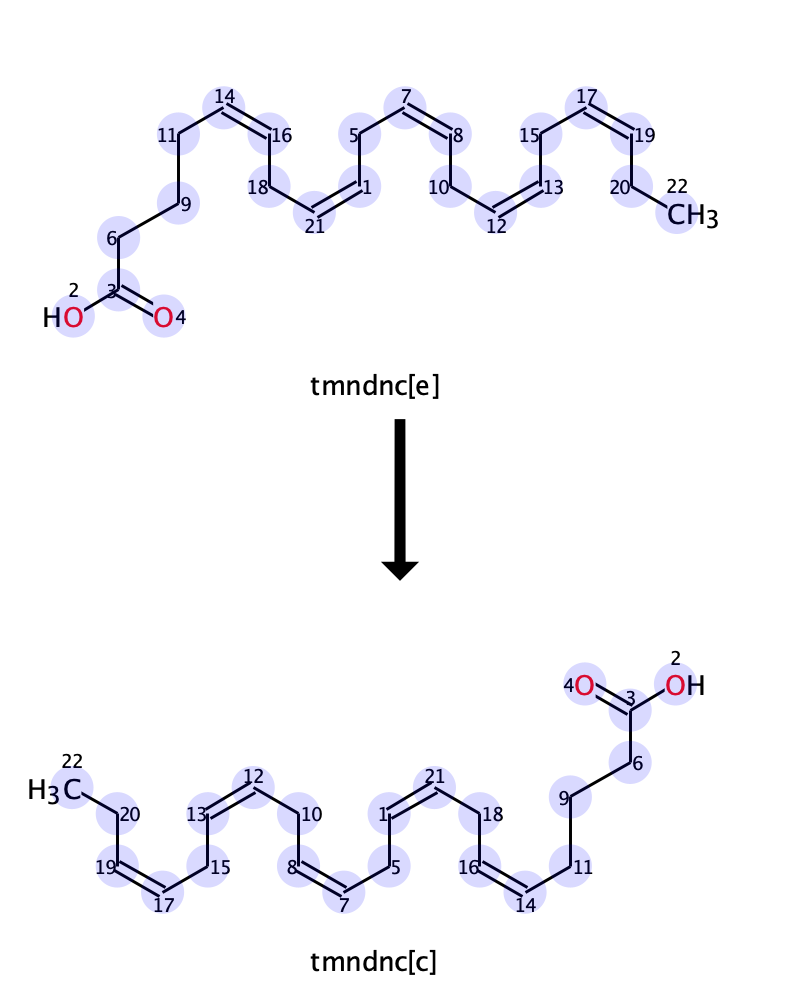 14 7 17
11 16 5 8 15 19
18 1 10 13 20 22
21 12 CH3
9
6
2 3
HO O 4
tmndnc[e]
2
4 O 3 OH
22 12 21 6
H3C 20 13 10 1 18 9
19 15 8 5 16 11
17 7 14
tmndnc[c]